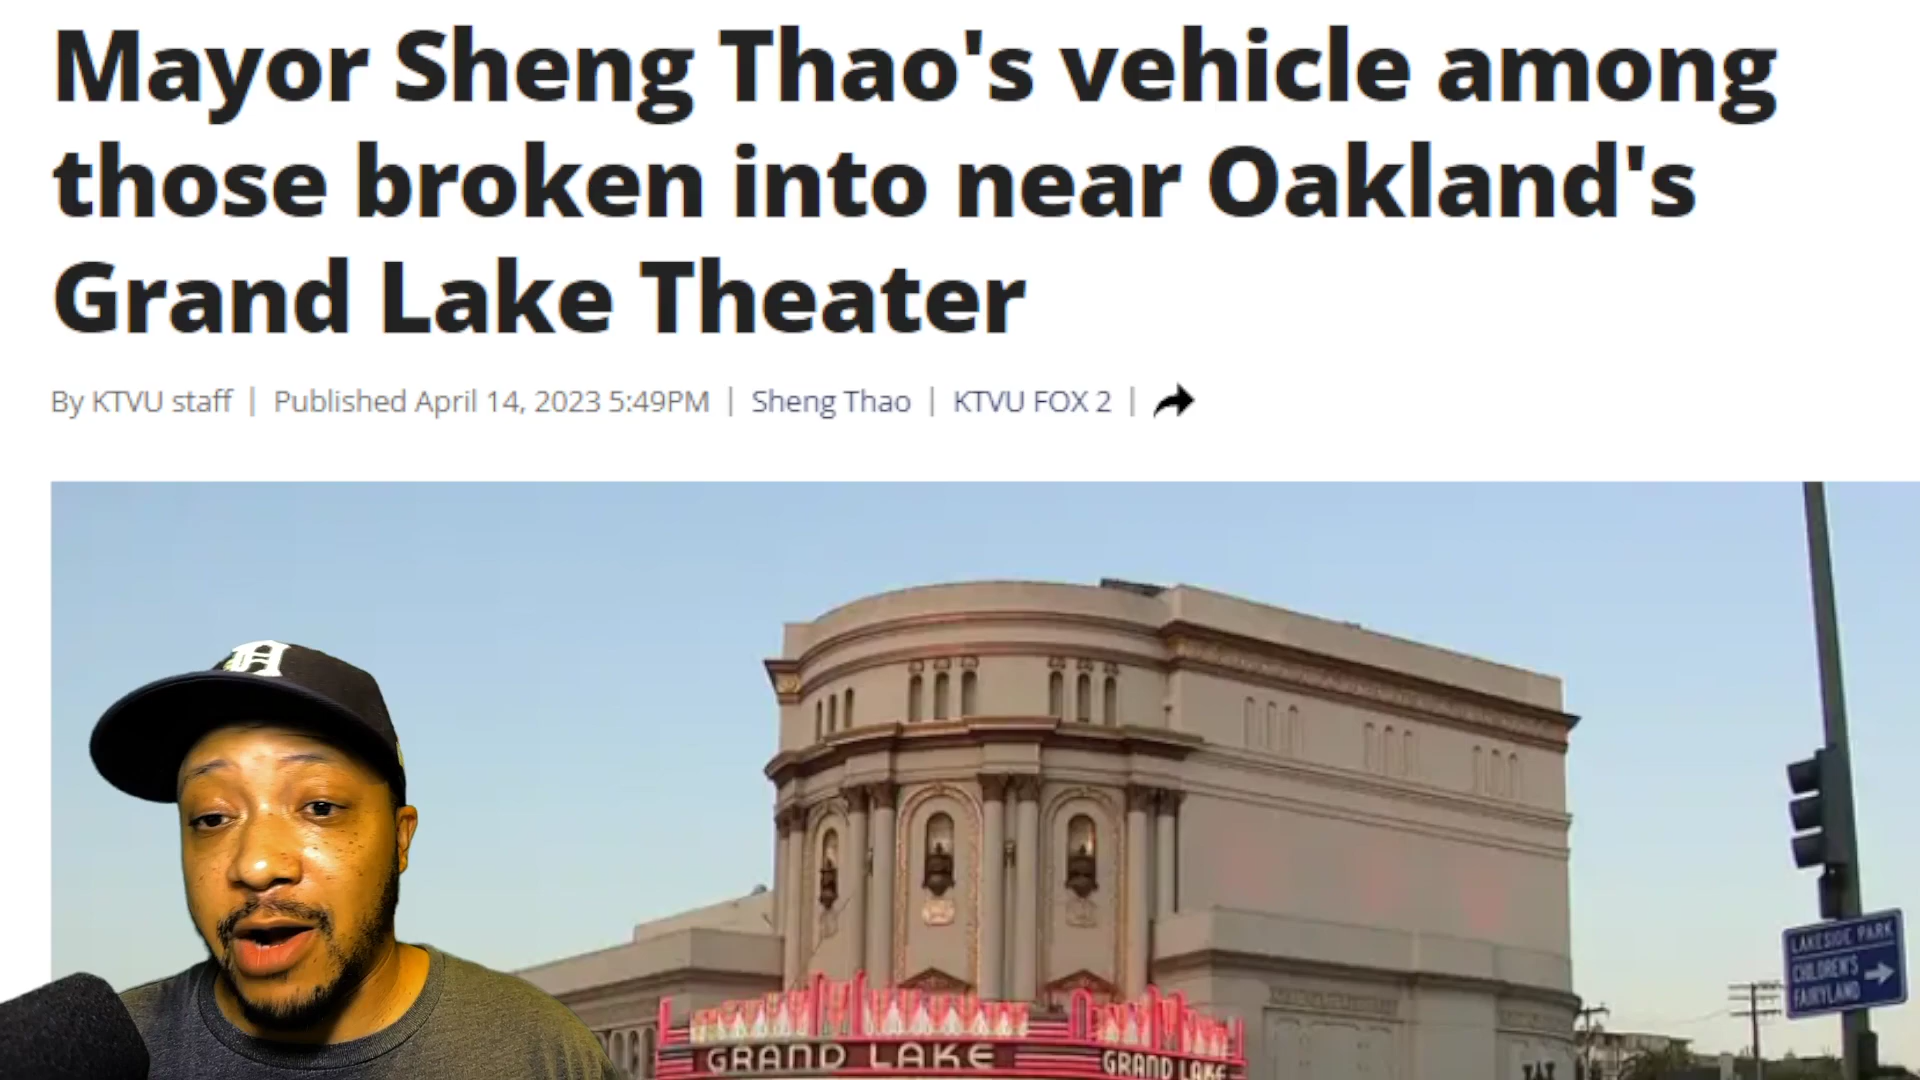 Mayor Sheng Thao's vehicle among
those broken into near Oakland's
Grand Lake Theater
By KTVU staff | Published April 14, 2023 5:49PM | Sheng Thao | KTVU FOX 2 |
H
LAKESIDE PARK
CHILDREN'S
FAIRYLAND
GRAND LAKE
GRAND LAKE